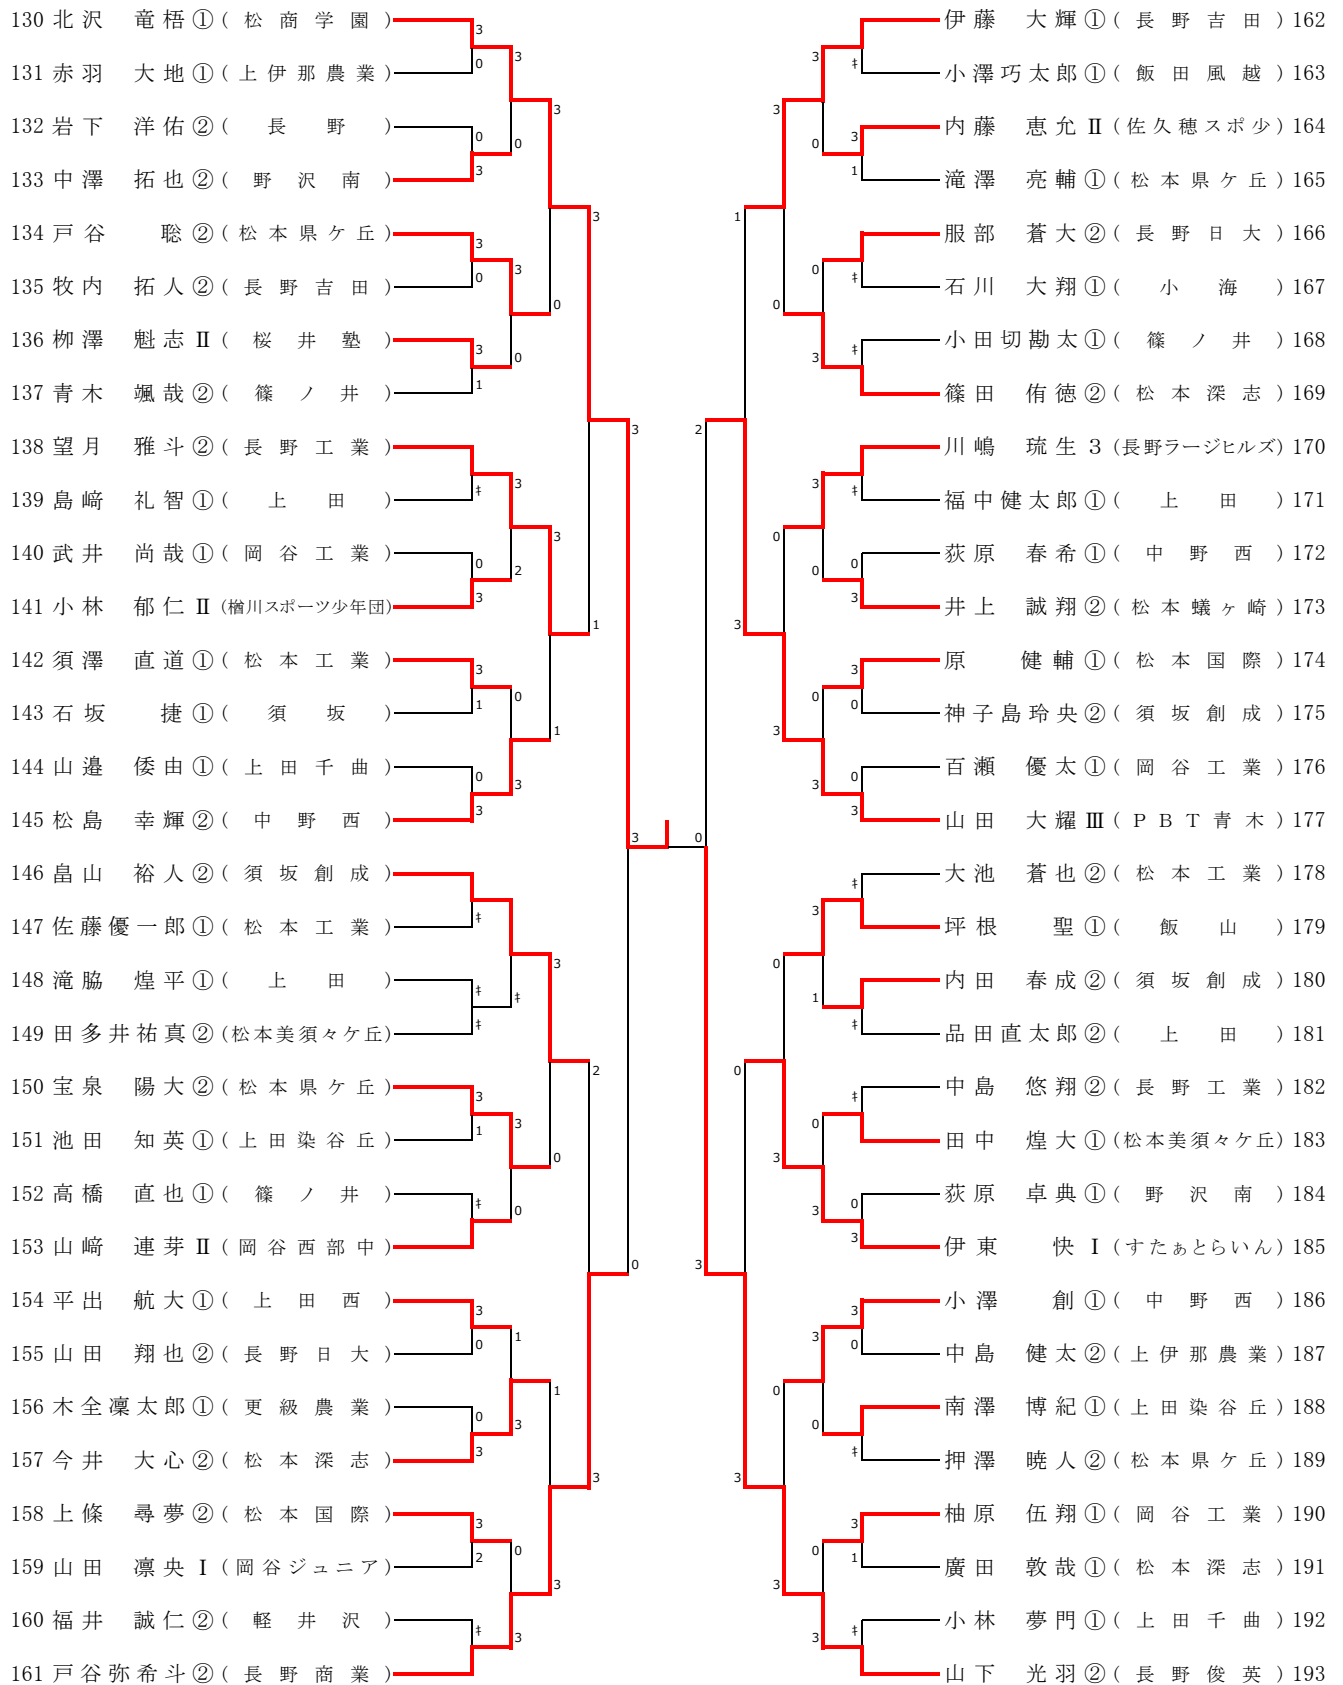 130 北沢 竜梧 ① ( 松商学園 )
131 赤羽 大地 ① ( 上伊那農業 )
132 岩下 洋佑 ② ( 長野 )
133 中澤 拓也 ② ( 野沢南 )
134 戸谷 聡 ② ( 松本県ケ丘 )
135 牧内 拓人 ② ( 長野吉田 )
136 柳澤 魁志 Ⅱ ( 桜井塾 )
137 青木 颯哉 ② ( 篠ノ井 )
138 望月 雅斗 ② ( 長野工業 )
139 島﨑 礼智 ① ( 上田 )
140 武井 尚哉 ① ( 岡谷工業 )
141 小林 郁仁 Ⅱ (楢川スポーツ少年団)
142 須澤 直道 ① ( 松本工業 )
143 石坂 捷 ① ( 須坂 )
144 山邉 倭由 ① ( 上田千曲 )
145 松島 幸輝 ② ( 中野西 )
146 畠山 裕人 ② ( 須坂創成 )
147 佐藤優一郎 ① ( 松本工業 )
148 滝脇 煌平 ① ( 上田 )
149 田多井祐真 ② (松本美須々ケ丘)
150 宝泉 陽大 ② ( 松本県ケ丘 )
151 池田 知英 ① ( 上田染谷丘 )
152 高橋 直也 ① ( 篠ノ井 )
153 山﨑 連芽 Ⅱ ( 岡谷西部中 )
154 平出 航大 ① ( 上田西 )
155 山田 翔也 ② ( 長野日大 )
156 木全凜太郎 ① ( 更級農業 )
157 今井 大心 ② ( 松本深志 )
158 上條 尋夢 ② ( 松本国際 )
159 山田 凛央 Ⅰ (岡谷ジュニア)
160 福井 誠仁 ② ( 軽井沢 )
161 戸谷弥希斗 ② ( 長野商業 )
伊藤 大輝 ① ( 長野吉田 ) 162
小澤巧太郎 ① ( 飯田風越 ) 163
内藤 恵允 Ⅱ (佐久穂スポ少) 164
滝澤 亮輔 ① ( 松本県ケ丘 ) 165
服部 蒼大 ② ( 長野日大 ) 166
石川 大翔 ① ( 小海 ) 167
小田切勘太 ① ( 篠ノ井 ) 168
篠田 侑徳 ② ( 松本深志 ) 169
川嶋 琉生 3 (長野ラージヒルズ) 170
福中健太郎 ① ( 上田 ) 171
荻原 春希 ① ( 中野西 ) 172
井上 誠翔 ② ( 松本蟻ヶ崎 ) 173
原 健輔 ① ( 松本国際 ) 174
神子島玲央 ② ( 須坂創成 ) 175
百瀬 優太 ① ( 岡谷工業 ) 176
山田 大耀 Ⅲ ( PBT青木 ) 177
大池 蒼也 ② ( 松本工業 ) 178
坪根 聖 ① ( 飯山 ) 179
内田 春成 ② ( 須坂創成 ) 180
品田直太郎 ② ( 上田 ) 181
中島 悠翔 ② ( 長野工業 ) 182
田中 煌大 ① (松本美須々ケ丘) 183
荻原 卓典 ① ( 野沢南 ) 184
伊東 快 Ⅰ (すたぁとらいん) 185
小澤 創 ① ( 中野西 ) 186
中島 健太 ② ( 上伊那農業 ) 187
南澤 博紀 ① ( 上田染谷丘 ) 188
押澤 暁人 ② ( 松本県ケ丘 ) 189
柚原 伍翔 ① ( 岡谷工業 ) 190
廣田 敦哉 ① ( 松本深志 ) 191
小林 夢門 ① ( 上田千曲 ) 192
山下 光羽 ② ( 長野俊英 ) 193